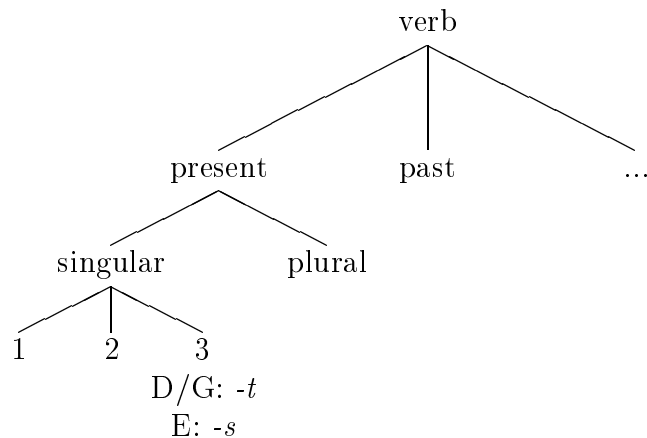 verb
present past ...
singular plural
1 2 3
D/G: -t
E: -s